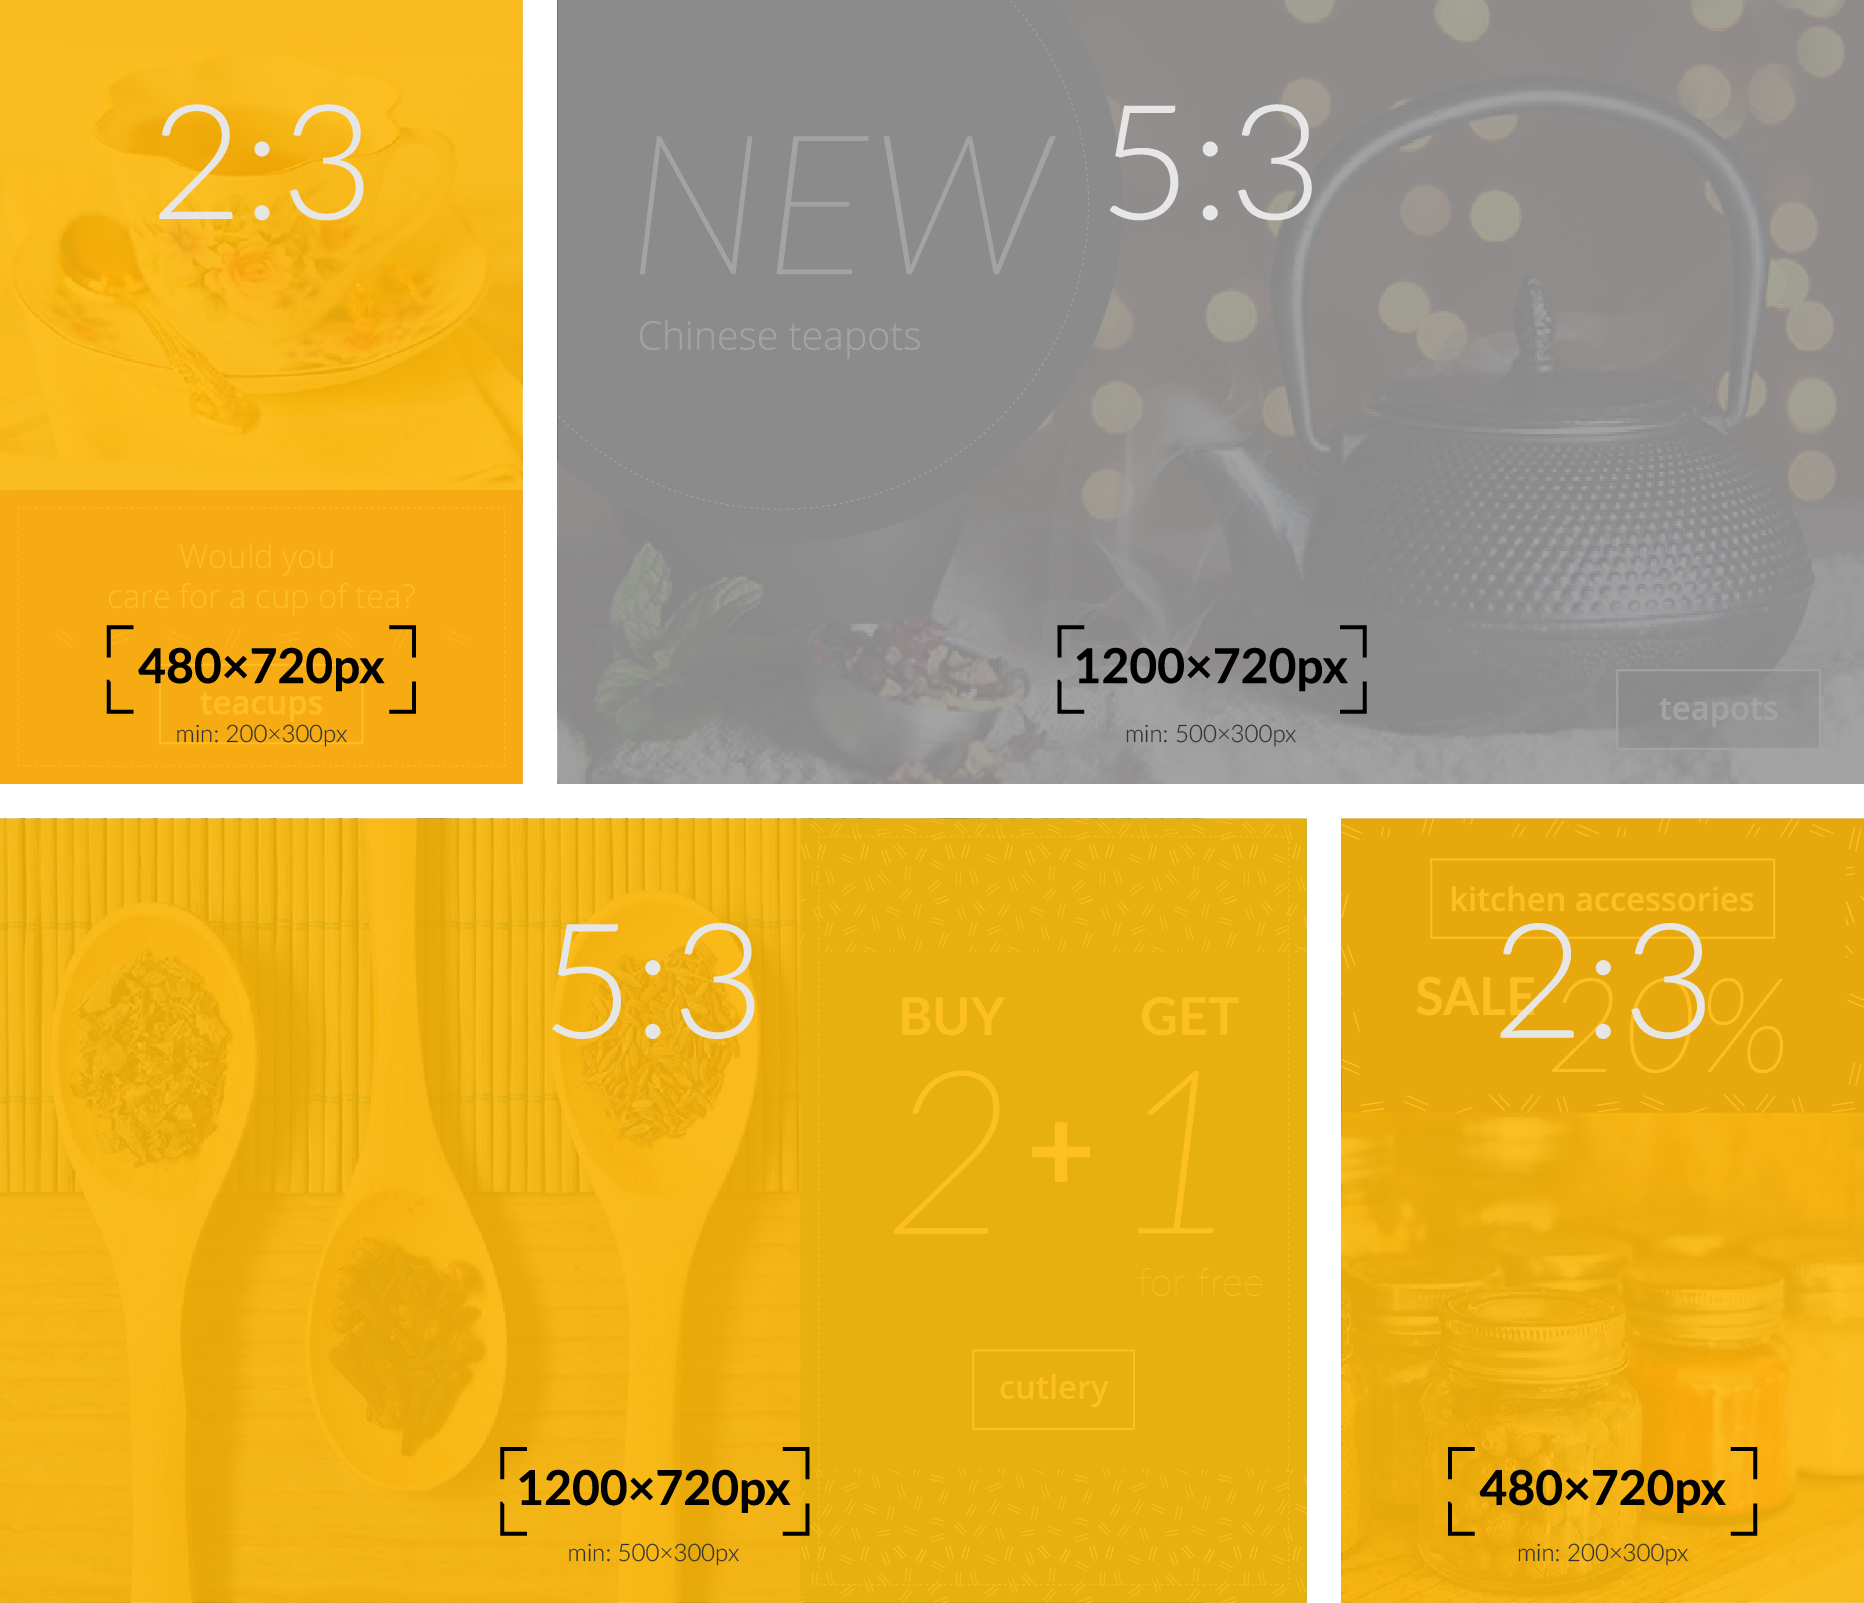 2:3
Would you
care for a cup of tea?
480×720px
teacups
min: 200×300px
NEW
Chinese teapots
5:3
1200×720px
min: 500×300px
teapots
5:3
BUY GET
2+1
for free
cutlery
1200×720px
min: 500×300px
kitchen accessories
2:3
SALE 20%
480×720px
min: 200×300px